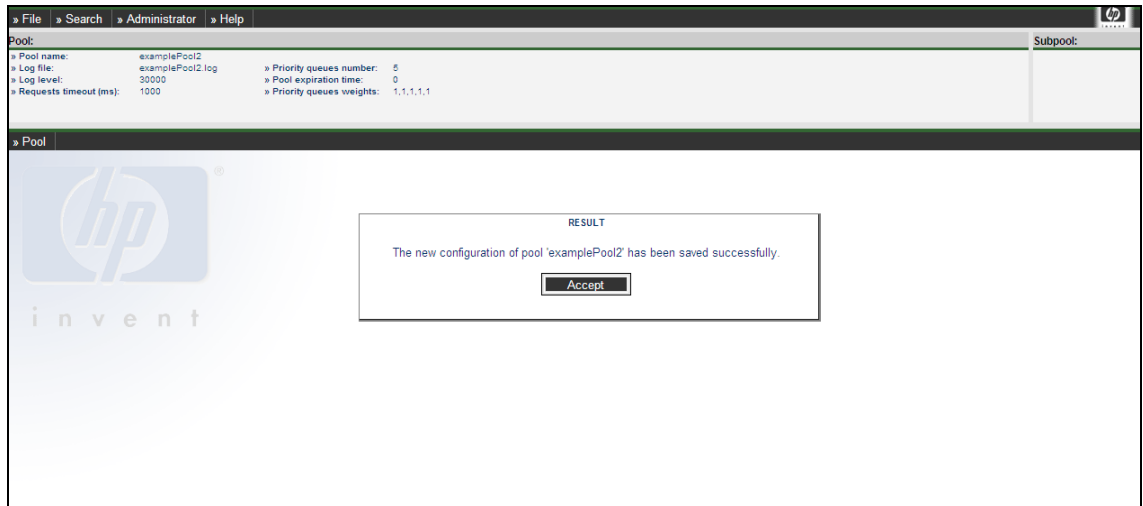 » File » Search » Administrator » Help
hp
invent
Pool:
Subpool:
» Pool name: examplePool2
» Log file: examplePool2.log » Priority queues number: 5
» Log level: 30000 » Pool expiration time: 0
» Requests timeout (ms): 1000 » Priority queues weights: 1,1,1,1,1
» Pool
hp ®
invent
RESULT
The new configuration of pool 'examplePool2' has been saved successfully.
Accept